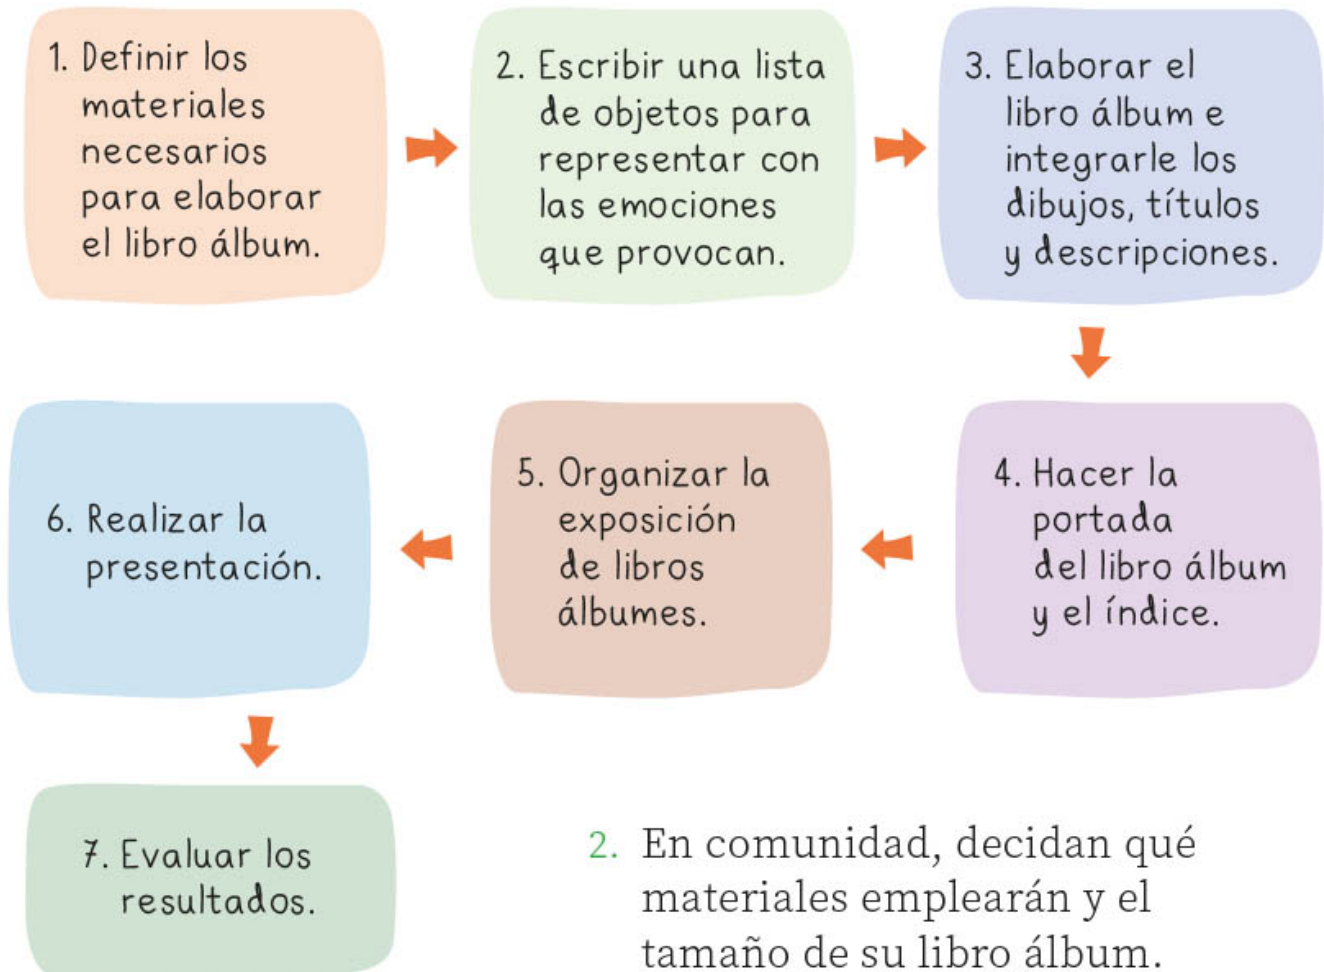 1. Definir los
materiales
necesarios
para elaborar
el libro álbum.
2. Escribir una lista
de objetos para
representar con
las emociones
que provocan.
3. Elaborar el
libro álbum e
integrarle los
dibujos, títulos
y descripciones.
4. Hacer la
portada
del libro álbum
y el índice.
5. Organizar la
exposición
de libros
álbumes.
6. Realizar la
presentación.
7. Evaluar los
resultados.
2. En comunidad, decidan qué
materiales emplearán y el
tamaño de su libro álbum.